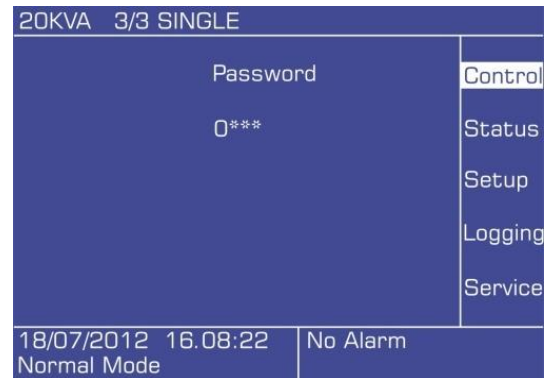 20KVA 3/3 SINGLE
Password
0***
Control
Status
Setup
Logging
Service
18/07/2012 16.08:22
Normal Mode
No Alarm